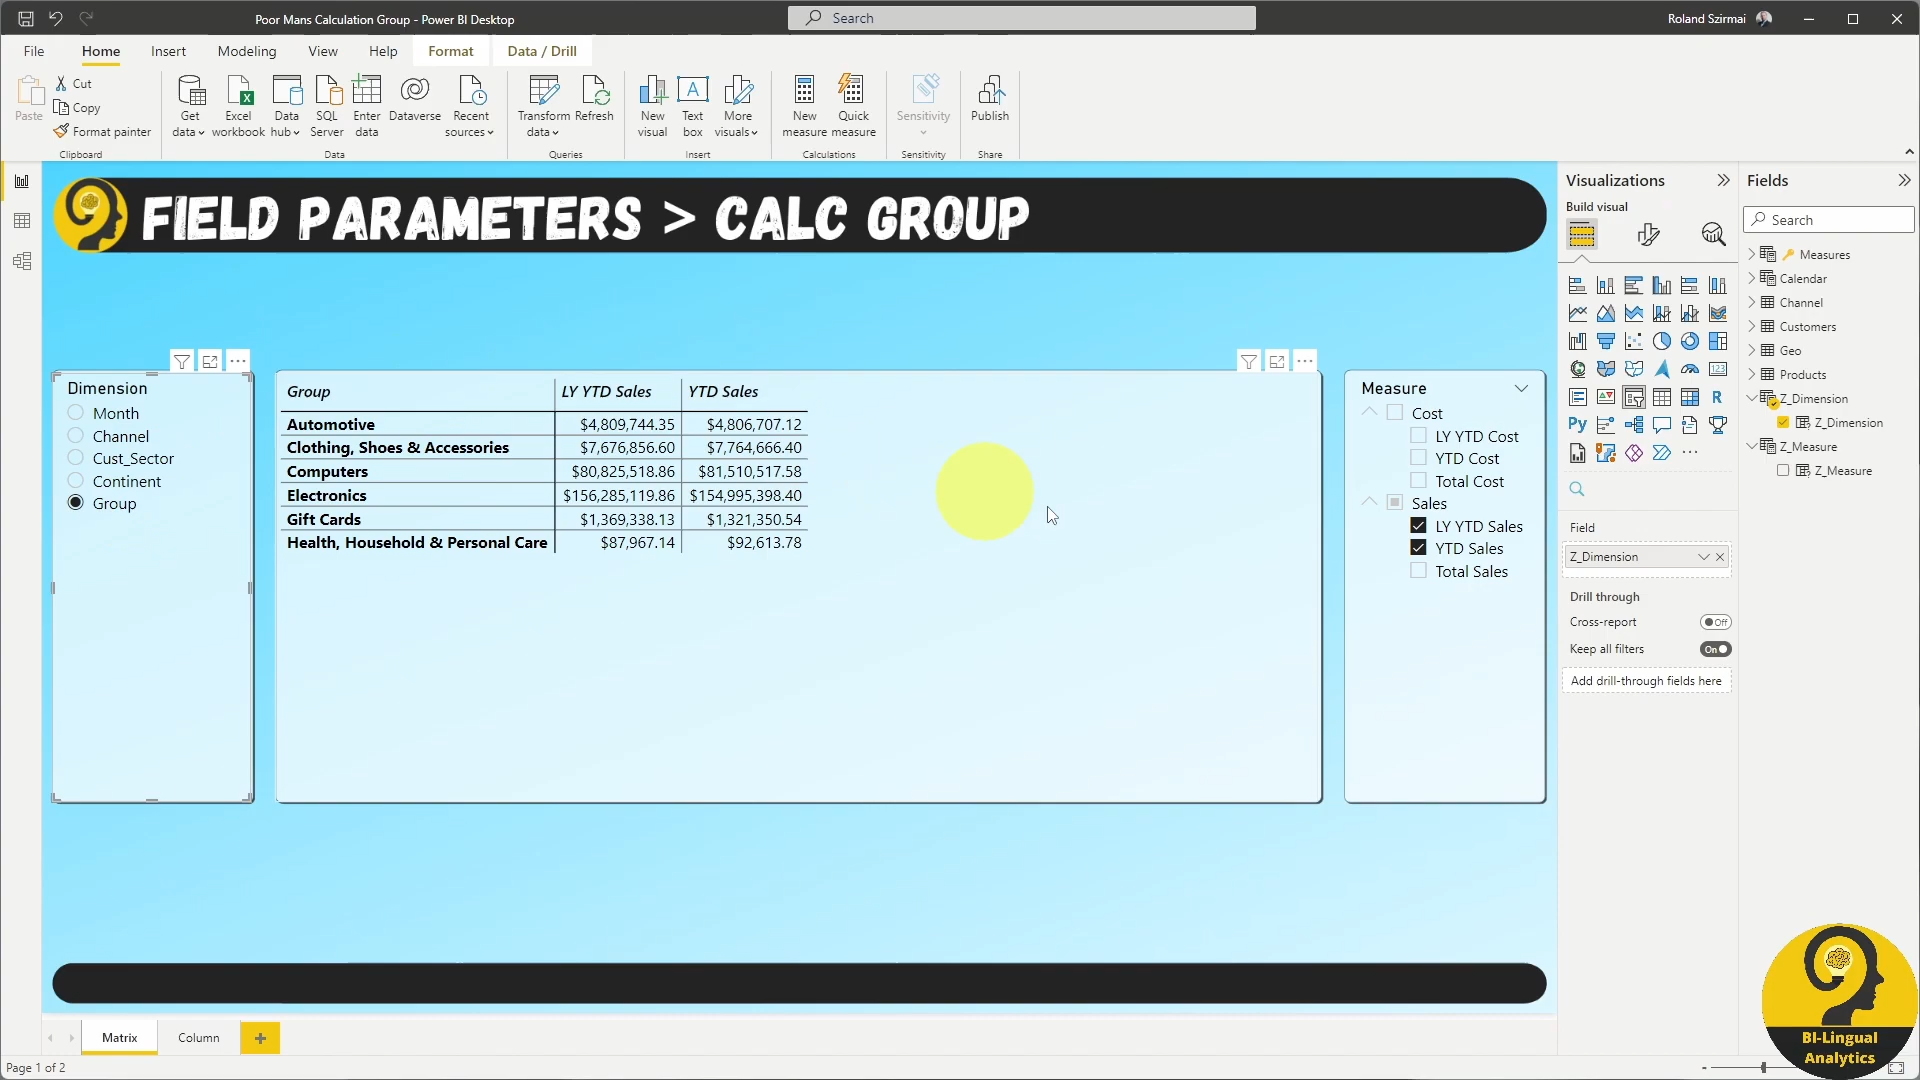 Poor Mans Calculation Group - Power BI Desktop
Search
Roland Szirmai
File
Home
Insert
Modeling
View
Help
Format
Data / Drill
Paste
Cut
Copy
Format painter
Clipboard
Get data
Excel workbook
Data hub
SQL Server
Enter data
Dataverse
Recent sources
Data
Transform data
Refresh
Queries
New visual
Text box
More visuals
Insert
New measure
Quick measure
Calculations
Sensitivity
Sensitivity
Publish
Share
FIELD PARAMETERS > CALC GROUP
Dimension
Month
Channel
Cust_Sector
Continent
Group
Group LY YTD Sales YTD Sales
Automotive $4,809,744.35 $4,806,707.12
Clothing, Shoes & Accessories $7,676,856.60 $7,764,666.40
Computers $80,825,518.86 $81,510,517.58
Electronics $156,285,119.86 $154,995,398.40
Gift Cards $1,369,338.13 $1,321,350.54
Health, Household & Personal Care $87,967.14 $92,613.78
Measure
Cost
LY YTD Cost
YTD Cost
Total Cost
Sales
LY YTD Sales
YTD Sales
Total Sales
Visualizations
Build visual
123
R
Py
Field
Z_Dimension
Drill through
Cross-report
Off
Keep all filters
On
Add drill-through fields here
Fields
Search
Measures
Calendar
Channel
Customers
Geo
Products
Z_Dimension
Z_Dimension
Z_Measure
Z_Measure
Matrix
Column
Page 1 of 2
BI-Lingual
Analytics